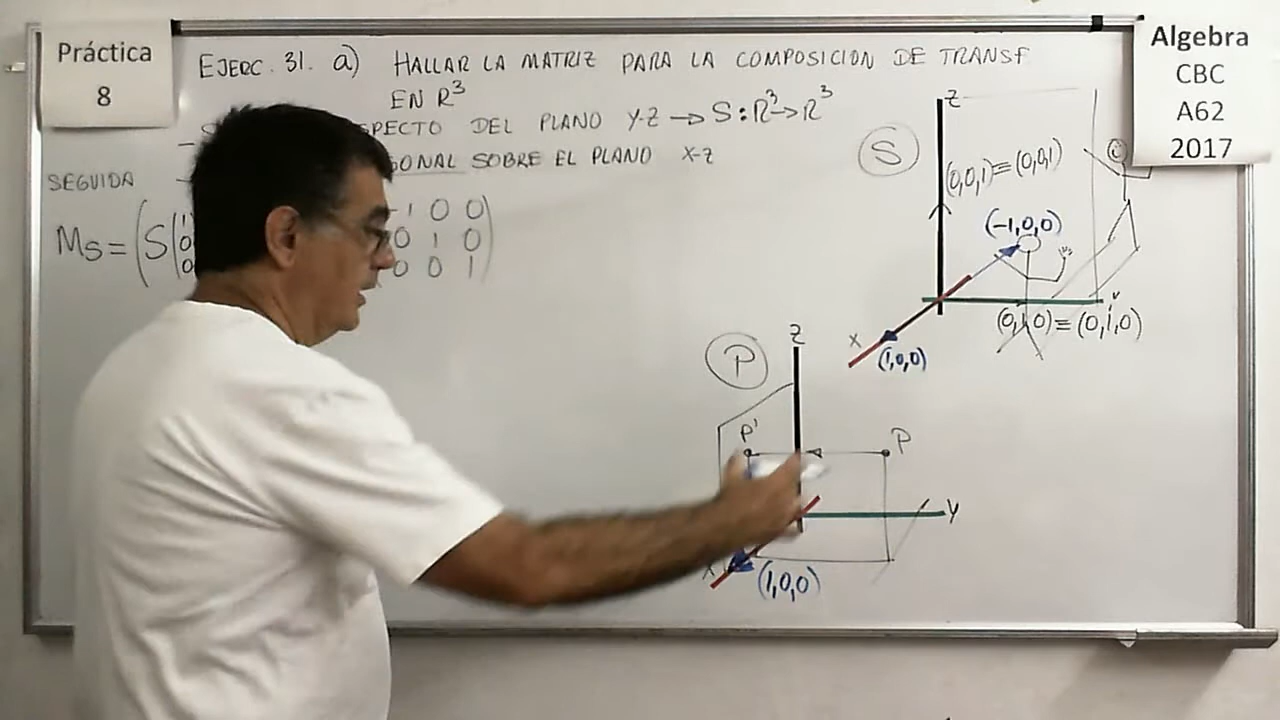 Práctica
8
EJERC. 31. a) HALLAR LA MATRIZ PARA LA COMPOSICION DE TRANSF
EN R³
DEL PLANO Y-Z → S:R³→R³
SOBRE EL PLANO X-Z
SEGUIDA
Ms = (S(
-1 0 0
0 1 0
0 0 1
Algebra
CBC
A62
2017
S
Z
(0,0,1)≡(0,0,1)
(-1,0,0)
(0,1,0)≡(0,1,0)
X
(1,0,0)
P
Z
P'
P
Y
X
(1,0,0)